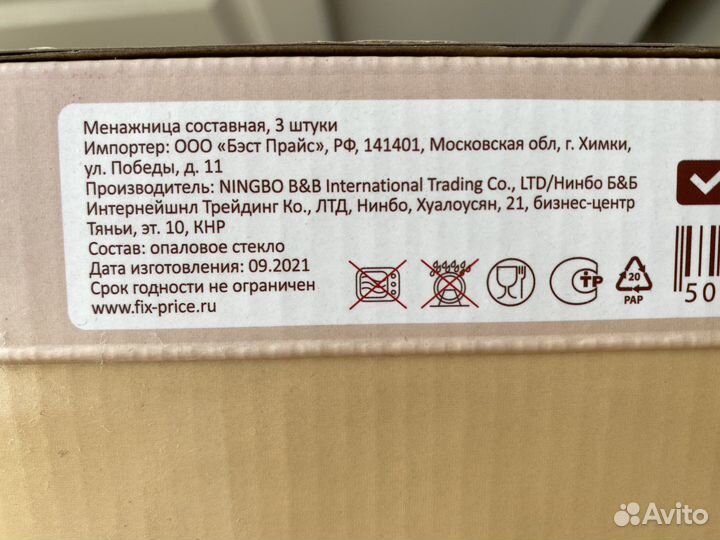 Менажница составная, 3 штуки
Импортер: ООО «Бэст Прайс», РФ, 141401, Московская обл, г. Химки,
ул. Победы, д. 11
Производитель: NINGBO B&B International Trading Co., LTD/Нинбо Б&Б
Интернейшнл Трейдинг Ко., ЛТД, Нинбо, Хуалоусян, 21, бизнес-центр
Тяньи, эт. 10, КНР
Состав: опаловое стекло
Дата изготовления: 09.2021
Срок годности не ограничен
www.fix-price.ru
СТР
20
PAP
50
Avito